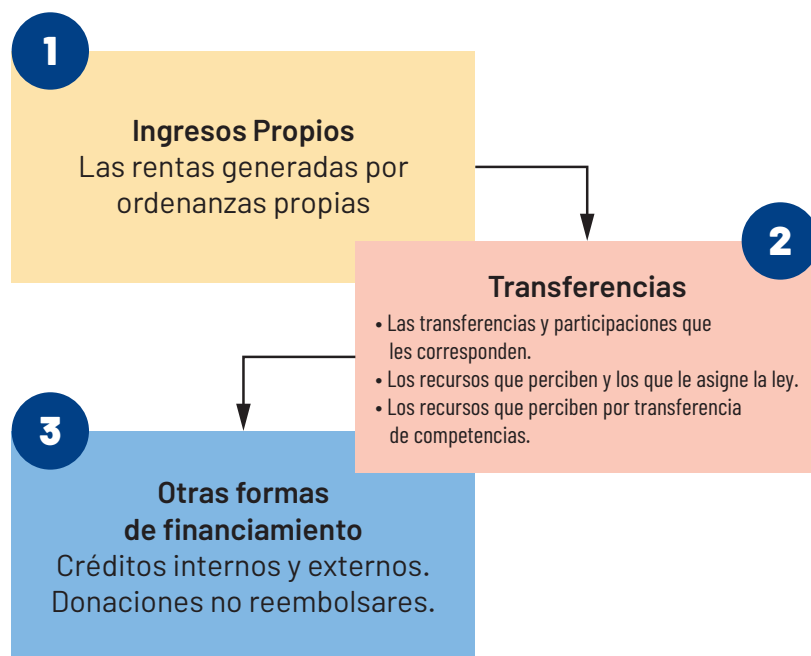 1
Ingresos Propios
Las rentas generadas por
ordenanzas propias
2
Transferencias
• Las transferencias y participaciones que
les corresponden.
• Los recursos que perciben y los que le asigne la ley.
• Los recursos que perciben por transferencia
de competencias.
3
Otras formas
de financiamiento
Créditos internos y externos.
Donaciones no reembolsares.